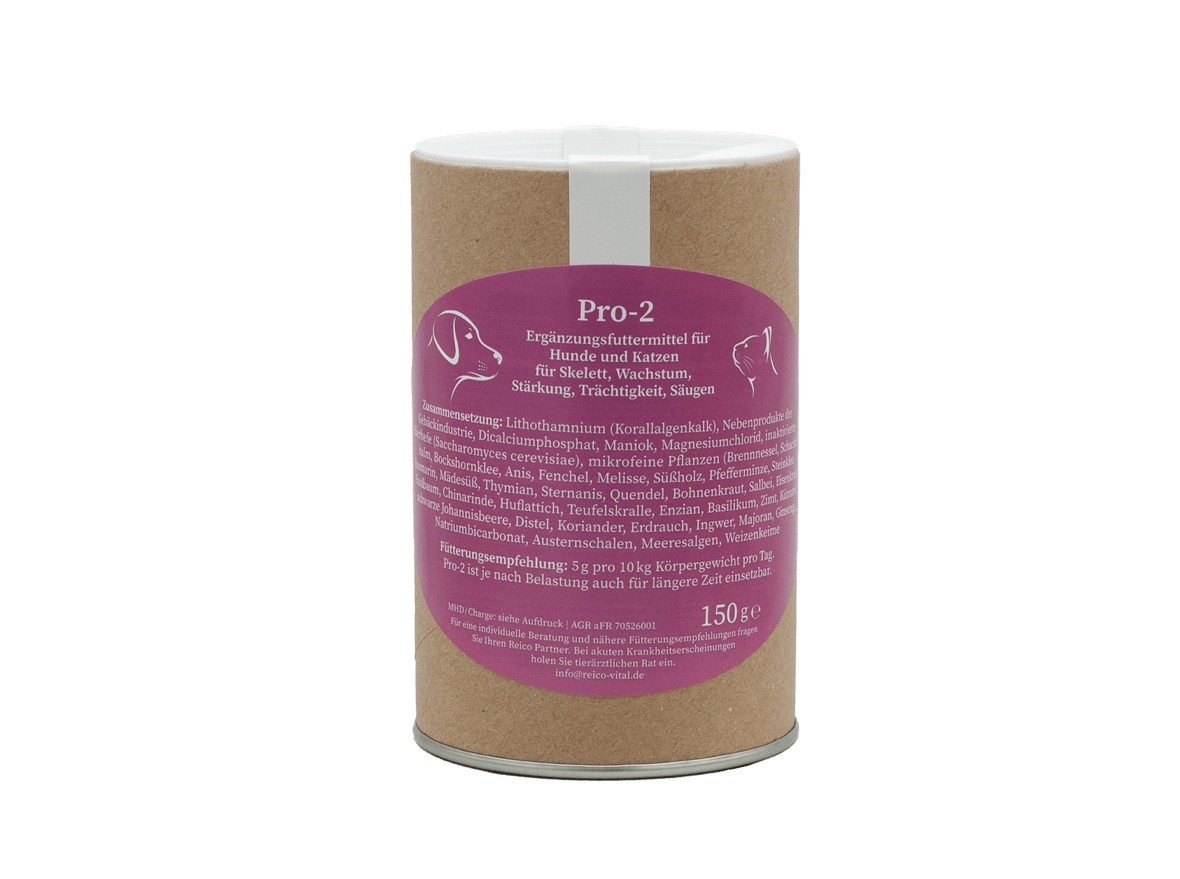 Pro-2
Ergänzungsfuttermittel für
Hunde und Katzen
für Skelett, Wachstum,
Stärkung, Trächtigkeit, Säugen
Zusammensetzung: Lithothamnium (Korallalgenkalk), Nebenprodukte der
Gebäckindustrie, Dicalciumphosphat, Maniok, Magnesiumchlorid, inaktivierte
(Saccharomyces cerevisiae), mikrofeine Pflanzen (Brennnessel,
halm, Bockshornklee, Anis, Fenchel, Melisse, Süßholz, Pfefferminze, Steinklee,
Mädesüß, Thymian, Sternanis, Quendel, Bohnenkraut, Salbei,
Chinarinde, Huflattich, Teufelskralle, Enzian, Basilikum, Zimt,
schwarze Johannisbeere, Distel, Koriander, Erdrauch, Ingwer, Majoran, Ginseng),
Natriumbicarbonat, Austernschalen, Meeresalgen, Weizenkeime
Fütterungsempfehlung: 5 g pro 10 kg Körpergewicht pro Tag.
Pro-2 ist je nach Belastung auch für längere Zeit einsetzbar.
150 g ℮
MHD/Charge: siehe Aufdruck | AGR aFR 70526001
Für eine individuelle Beratung und nähere Fütterungsempfehlungen fragen
Sie Ihren Reico Partner. Bei akuten Krankheitserscheinungen
holen Sie tierärztlichen Rat ein.
info@reico-vital.de